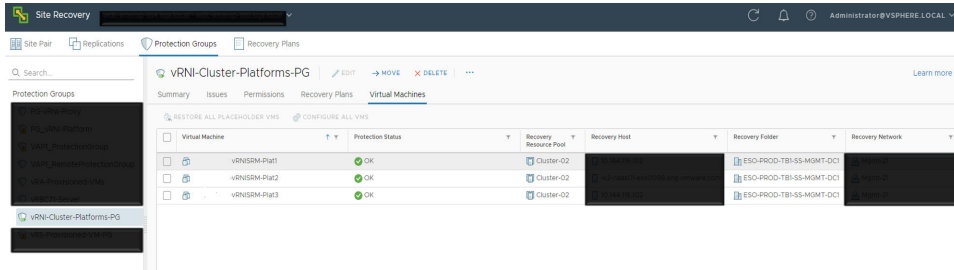 Site Recovery
Administrator@VSPHERE.LOCAL
Site Pair Replications Protection Groups Recovery Plans
Search...
vRNI-Cluster-Platforms-PG EDIT MOVE DELETE ...
Learn more
Protection Groups
Summary Issues Permissions Recovery Plans Virtual Machines
RESTORE ALL PLACEHOLDER VMS CONFIGURE ALL VMS
Virtual Machine Protection Status Recovery Resource Pool Recovery Host Recovery Folder Recovery Network
vRNISRM-Plat1 OK Cluster-02 ESO-PROD-TB1-SS-MGMT-DC1
vRNISRM-Plat2 OK Cluster-02 ESO-PROD-TB1-SS-MGMT-DC1
vRNISRM-Plat3 OK Cluster-02 ESO-PROD-TB1-SS-MGMT-DC1
vRNI-Cluster-Platforms-PG